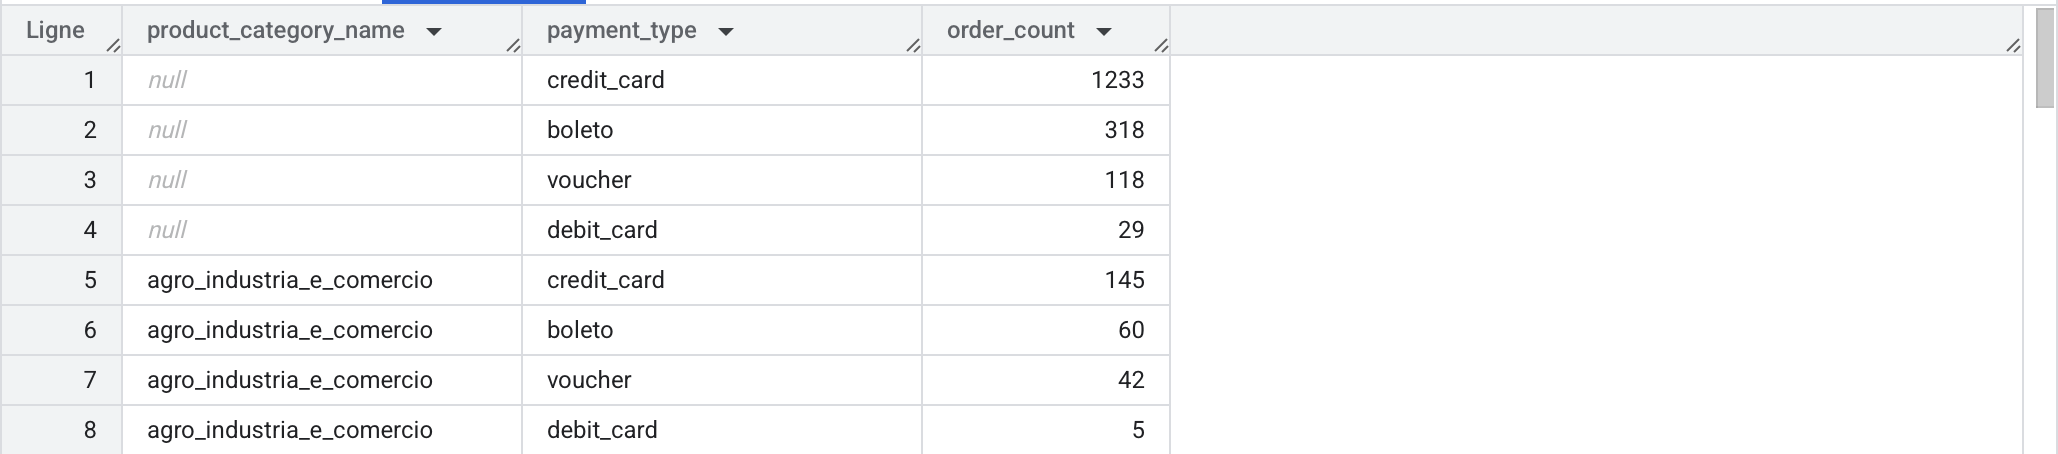 Ligne product_category_name payment_type order_count
1 null credit_card 1233
2 null boleto 318
3 null voucher 118
4 null debit_card 29
5 agro_industria_e_comercio credit_card 145
6 agro_industria_e_comercio boleto 60
7 agro_industria_e_comercio voucher 42
8 agro_industria_e_comercio debit_card 5